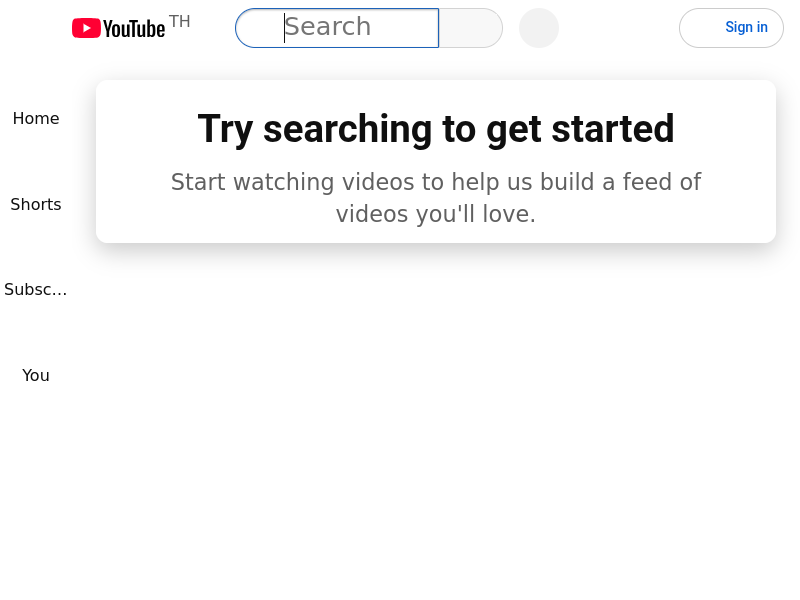 YouTube TH
Search
Sign in
Home
Shorts
Subsc...
You
Try searching to get started
Start watching videos to help us build a feed of
videos you'll love.